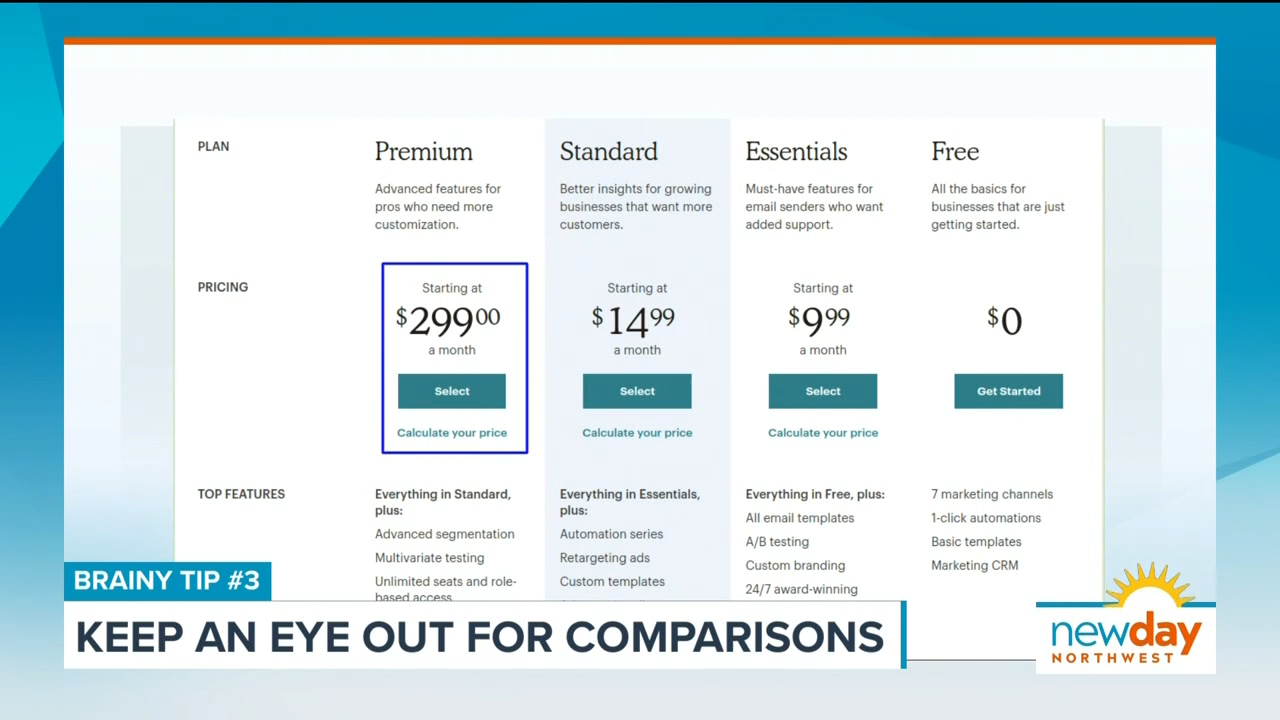 PLAN
Premium
Advanced features for
pros who need more
customization.
Standard
Better insights for growing
businesses that want more
customers.
Essentials
Must-have features for
email senders who want
added support.
Free
All the basics for
businesses that are just
getting started.
PRICING
Starting at
$299.00
a month
Select
Calculate your price
Starting at
$14.99
a month
Select
Calculate your price
Starting at
$9.99
a month
Select
Calculate your price
$0
Get Started
TOP FEATURES
Everything in Standard,
plus:
Advanced segmentation
Multivariate testing
Unlimited seats and role-
based access
Everything in Essentials,
plus:
Automation series
Retargeting ads
Custom templates
Everything in Free, plus:
All email templates
A/B testing
Custom branding
24/7 award-winning
7 marketing channels
1-click automations
Basic templates
Marketing CRM
BRAINY TIP #3
KEEP AN EYE OUT FOR COMPARISONS
newday
NORTHWEST